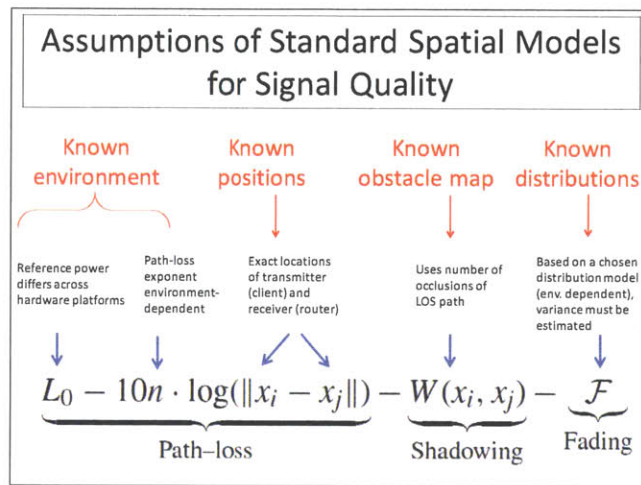 Assumptions of Standard Spatial Models
for Signal Quality
Known
environment
Known
positions
Known
obstacle map
Known
distributions
Reference power
differs across
hardware platforms
Path-loss
exponent
environment-
dependent
Exact locations
of transmitter
(client) and
receiver (router)
Uses number of
occlusions of
LOS path
Based on a chosen
distribution model
(env. dependent),
variance must be
estimated
L₀ − 10n · log(‖xᵢ − xⱼ‖) − W(xᵢ, xⱼ) − ℱ
Path–loss
Shadowing
Fading